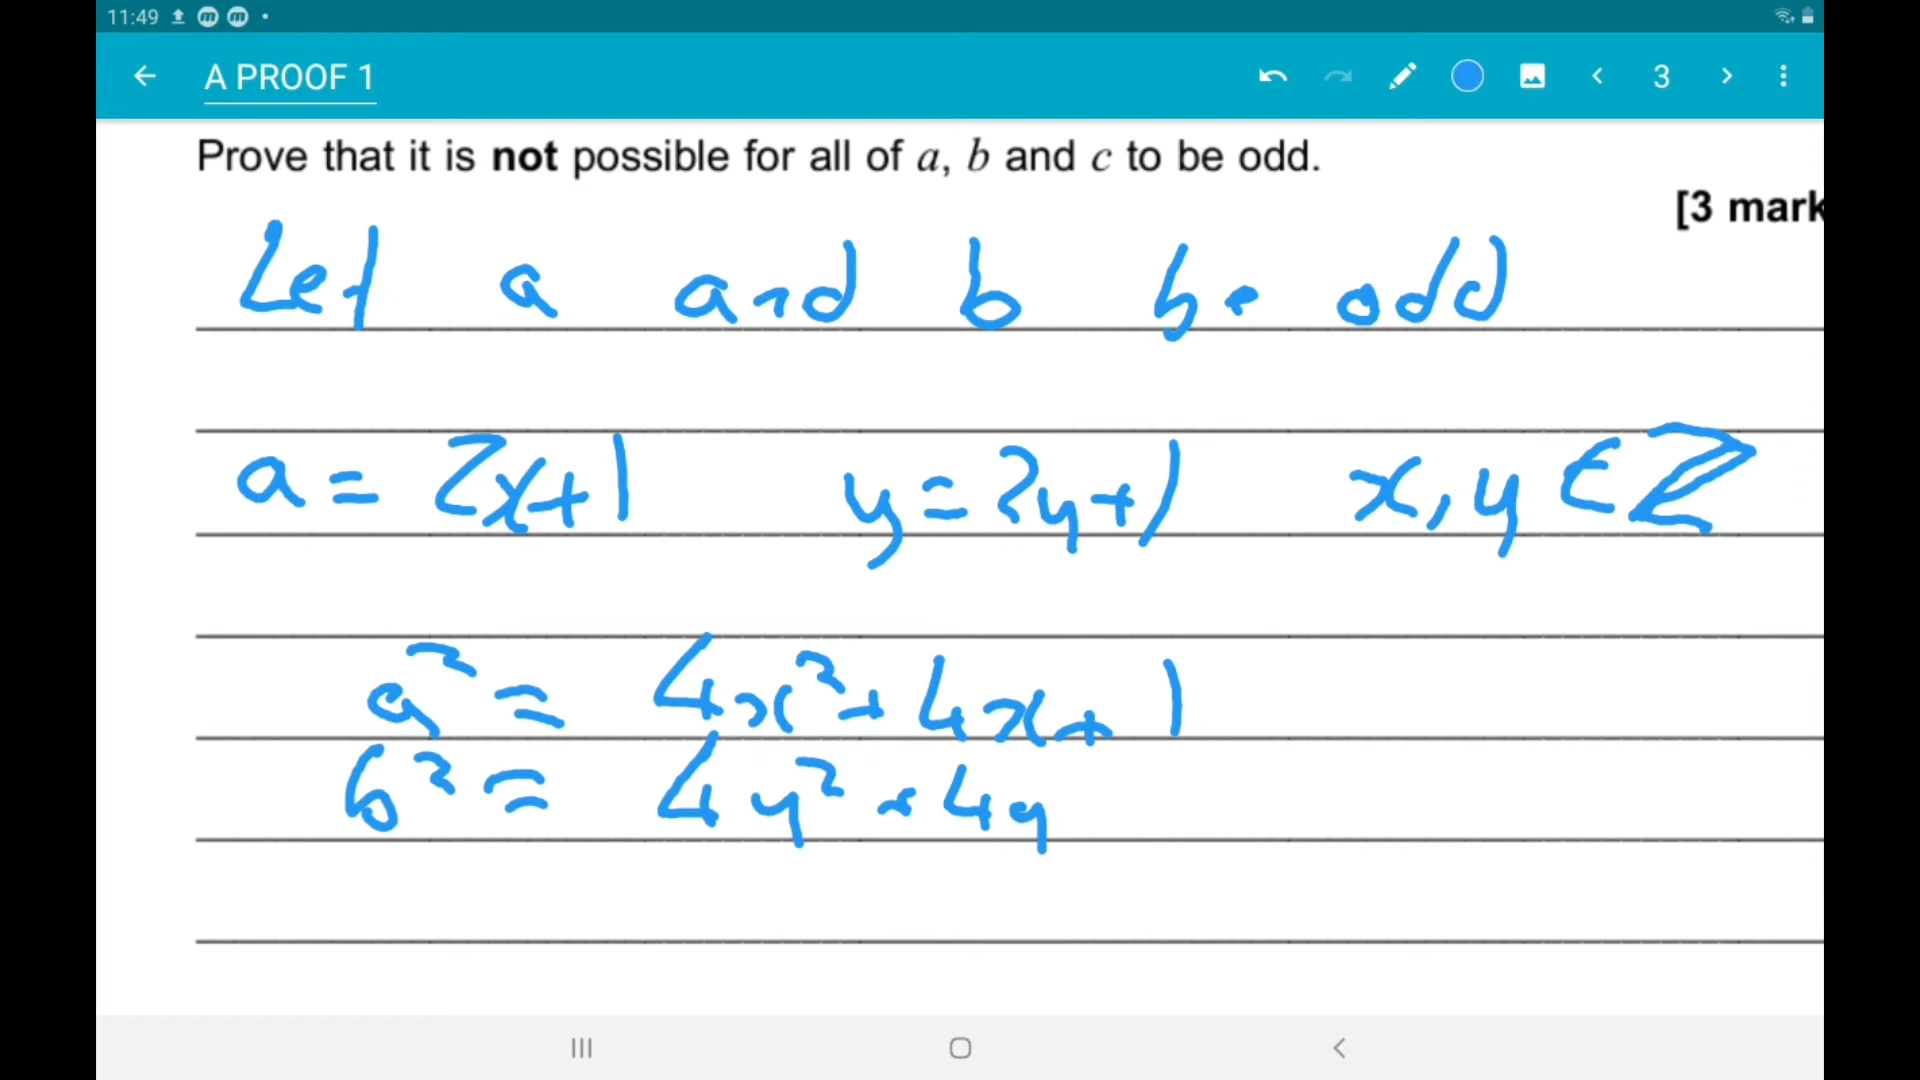 11:49
A PROOF 1
3
Prove that it is not possible for all of a, b and c to be odd.
[3 mark
Let a and b be odd
a = 2x+1 y = 2y+1 x, y ∈ ℤ
a² = 4x² + 4x + 1
b² = 4y² + 4y